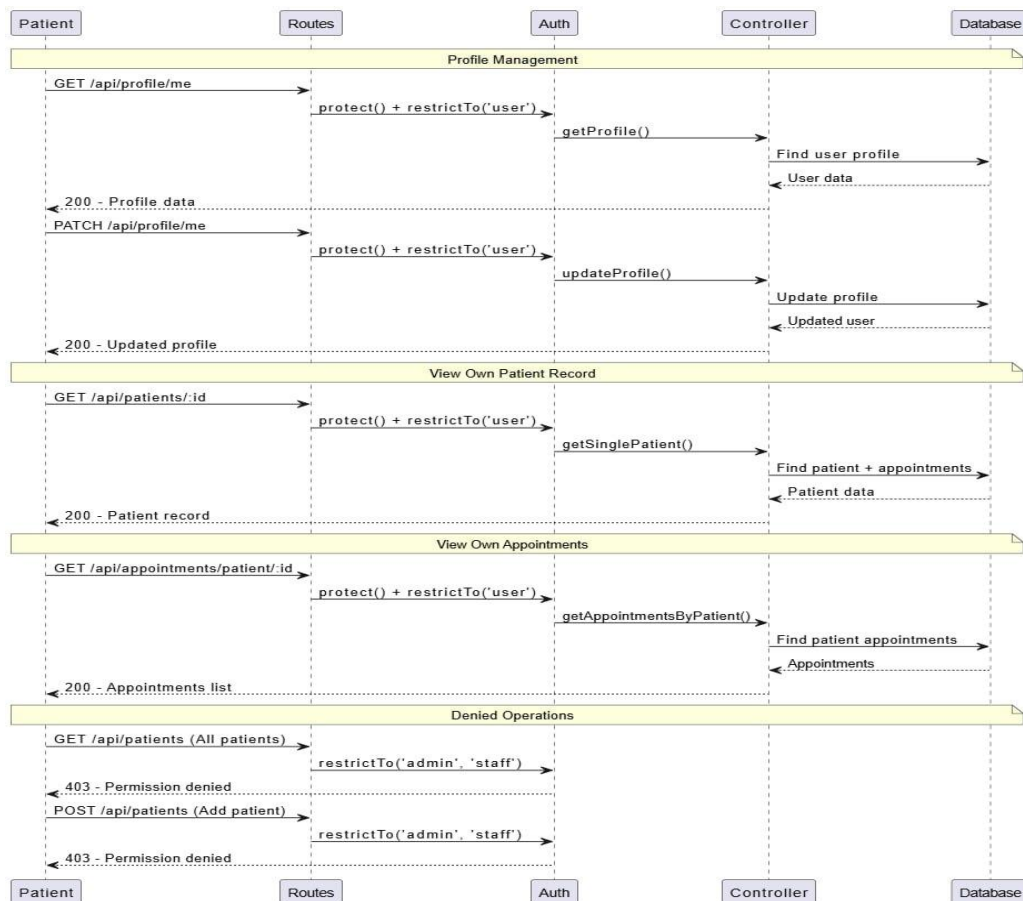 Patient Routes Auth Controller Database
Profile Management
GET /api/profile/me
protect() + restrictTo('user')
getProfile()
Find user profile
User data
200 - Profile data
PATCH /api/profile/me
protect() + restrictTo('user')
updateProfile()
Update profile
Updated user
200 - Updated profile
View Own Patient Record
GET /api/patients/:id
protect() + restrictTo('user')
getSinglePatient()
Find patient + appointments
Patient data
200 - Patient record
View Own Appointments
GET /api/appointments/patient/:id
protect() + restrictTo('user')
getAppointmentsByPatient()
Find patient appointments
Appointments
200 - Appointments list
Denied Operations
GET /api/patients (All patients)
restrictTo('admin', 'staff')
403 - Permission denied
POST /api/patients (Add patient)
restrictTo('admin', 'staff')
403 - Permission denied
Patient Routes Auth Controller Database